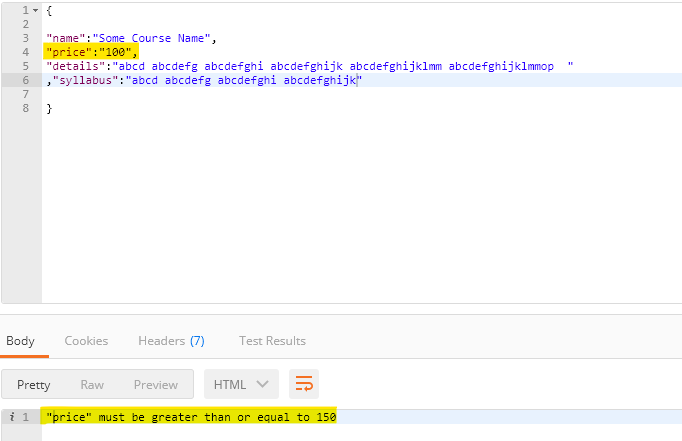 1 {
2
3 "name":"Some Course Name",
4 "price":"100",
5 "details":"abcd abcdefg abcdefghi abcdefghijk abcdefghijklmm abcdefghijklmmop  "
6 ,"syllabus":"abcd abcdefg abcdefghi abcdefghijk"
7
8 }
Body Cookies Headers (7) Test Results
Pretty Raw Preview HTML
i 1 "price" must be greater than or equal to 150